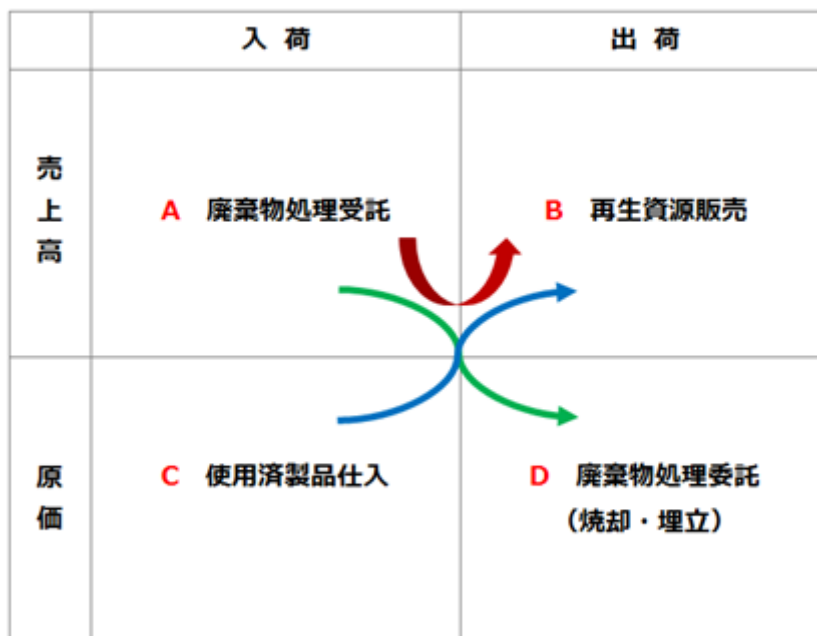 入 荷
出 荷
売上高
A 廃棄物処理受託
B 再生資源販売
原価
C 使用済製品仕入
D 廃棄物処理委託
（焼却・埋立）